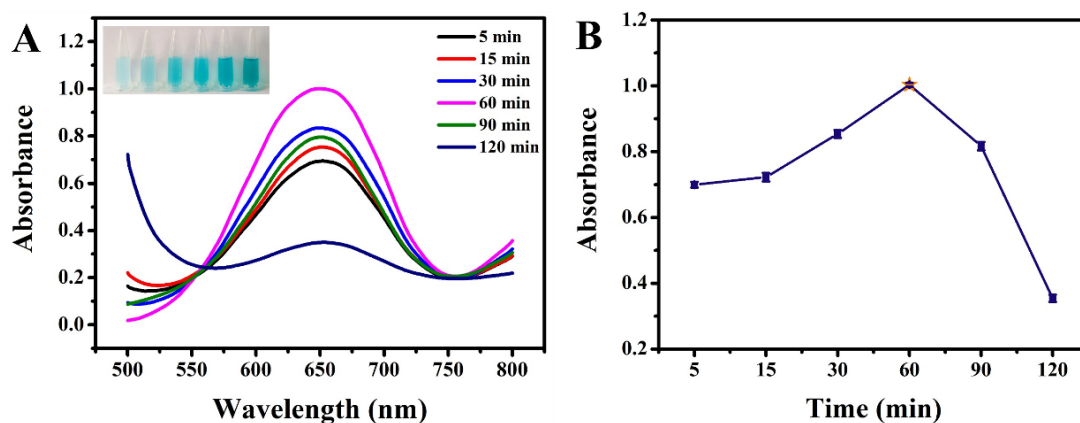 A
1.2
1.0
0.8
0.6
0.4
0.2
0.0
Absorbance
500 550 600 650 700 750 800
Wavelength (nm)
5 min
15 min
30 min
60 min
90 min
120 min
B
1.2
1.0
0.8
0.6
0.4
0.2
Absorbance
5 15 30 60 90 120
Time (min)